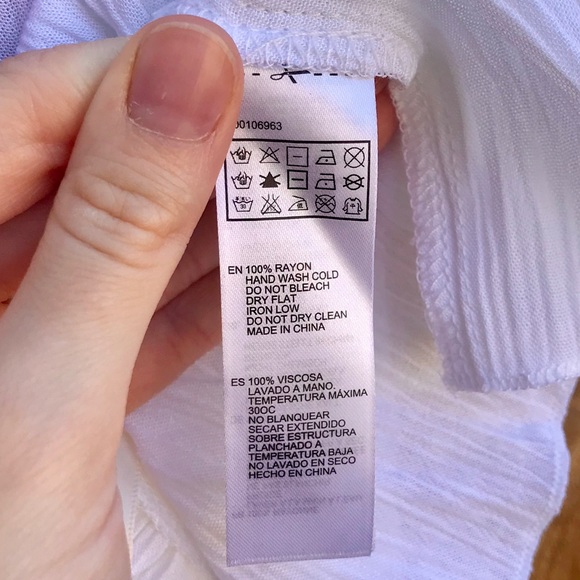 00106963
EN 100% RAYON
HAND WASH COLD
DO NOT BLEACH
DRY FLAT
IRON LOW
DO NOT DRY CLEAN
MADE IN CHINA
ES 100% VISCOSA
LAVADO A MANO.
TEMPERATURA MÁXIMA
30OC
NO BLANQUEAR
SECAR EXTENDIDO
SOBRE ESTRUCTURA
PLANCHADO A
TEMPERATURA BAJA
NO LAVADO EN SECO
HECHO EN CHINA